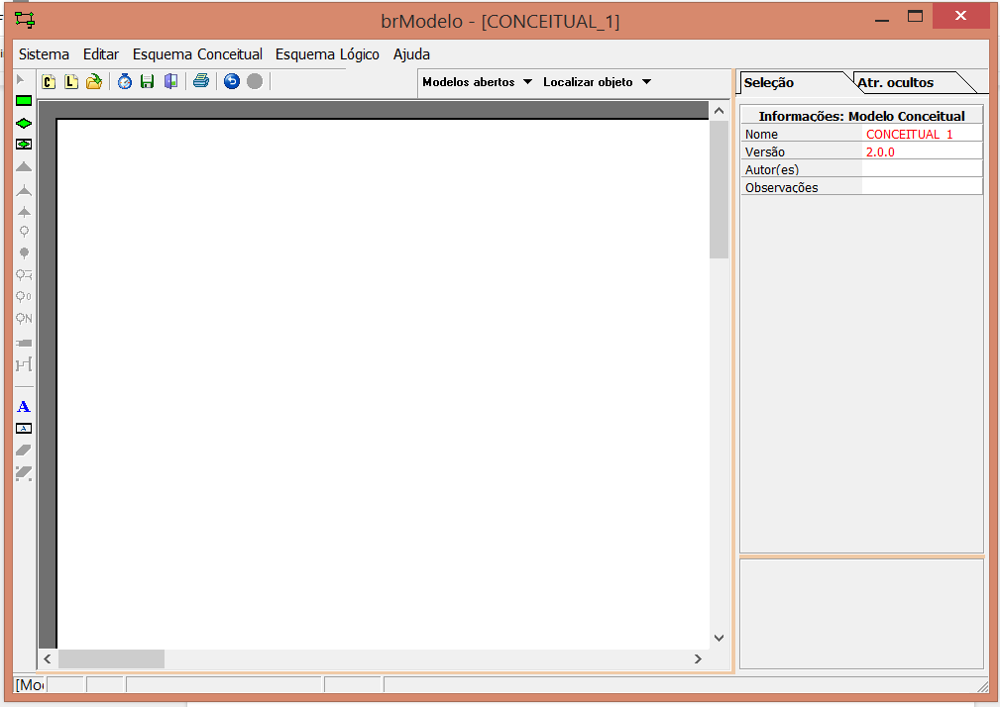 brModelo - [CONCEITUAL_1]
Sistema Editar Esquema Conceitual Esquema Lógico Ajuda
C L Modelos abertos Localizar objeto
Seleção Atr. ocultos
Informações: Modelo Conceitual
Nome CONCEITUAL_1
Versão 2.0.0
Autor(es)
Observações
0
N
A
A
[Mo